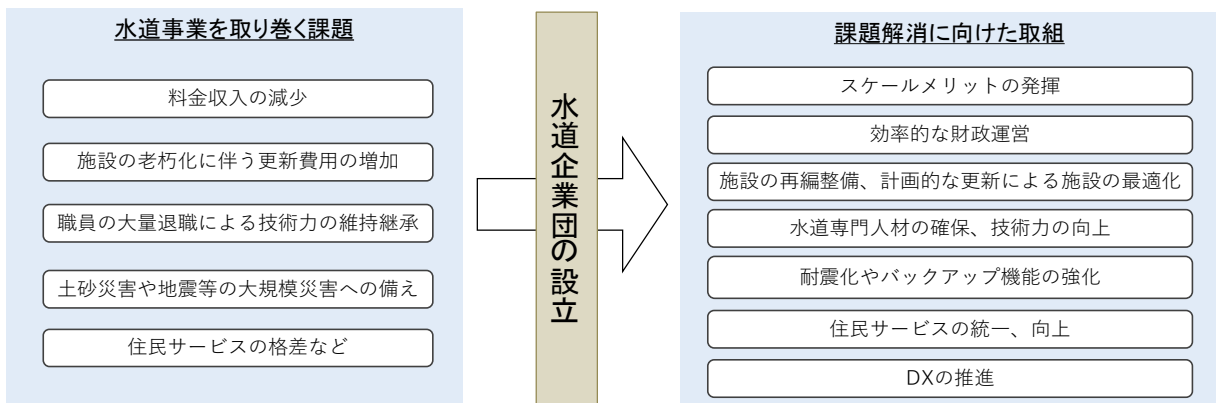 水道事業を取り巻く課題
料金収入の減少
施設の老朽化に伴う更新費用の増加
職員の大量退職による技術力の維持継承
土砂災害や地震等の大規模災害への備え
住民サービスの格差など
水道企業団の設立
課題解消に向けた取組
スケールメリットの発揮
効率的な財政運営
施設の再編整備、計画的な更新による施設の最適化
水道専門人材の確保、技術力の向上
耐震化やバックアップ機能の強化
住民サービスの統一、向上
DXの推進